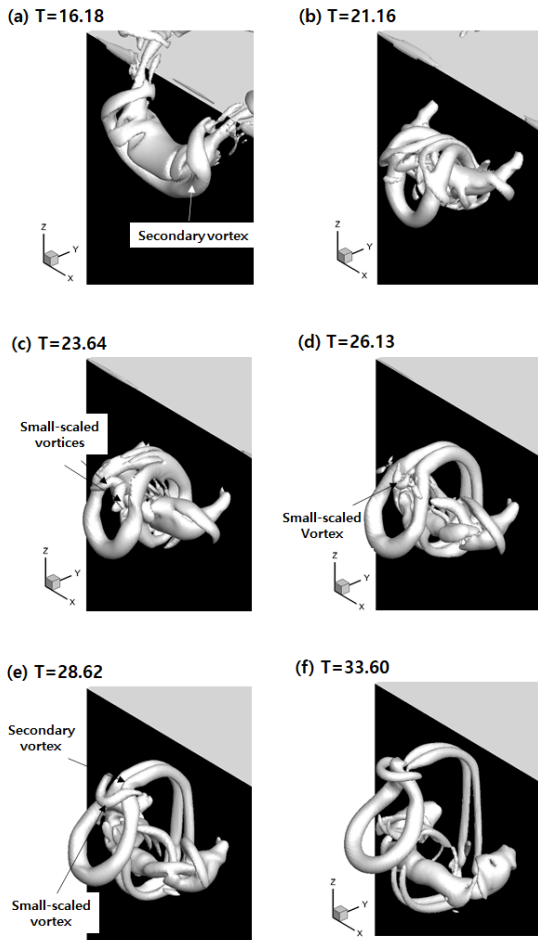 (a) T=16.18
Secondary vortex
Z
Y
X
(b) T=21.16
Z
Y
X
(c) T=23.64
Small-scaled
vortices
Z
Y
X
(d) T=26.13
Small-scaled
Vortex
Z
Y
X
(e) T=28.62
Secondary
vortex
Small-scaled
vortex
(f) T=33.60
Z
Y
X